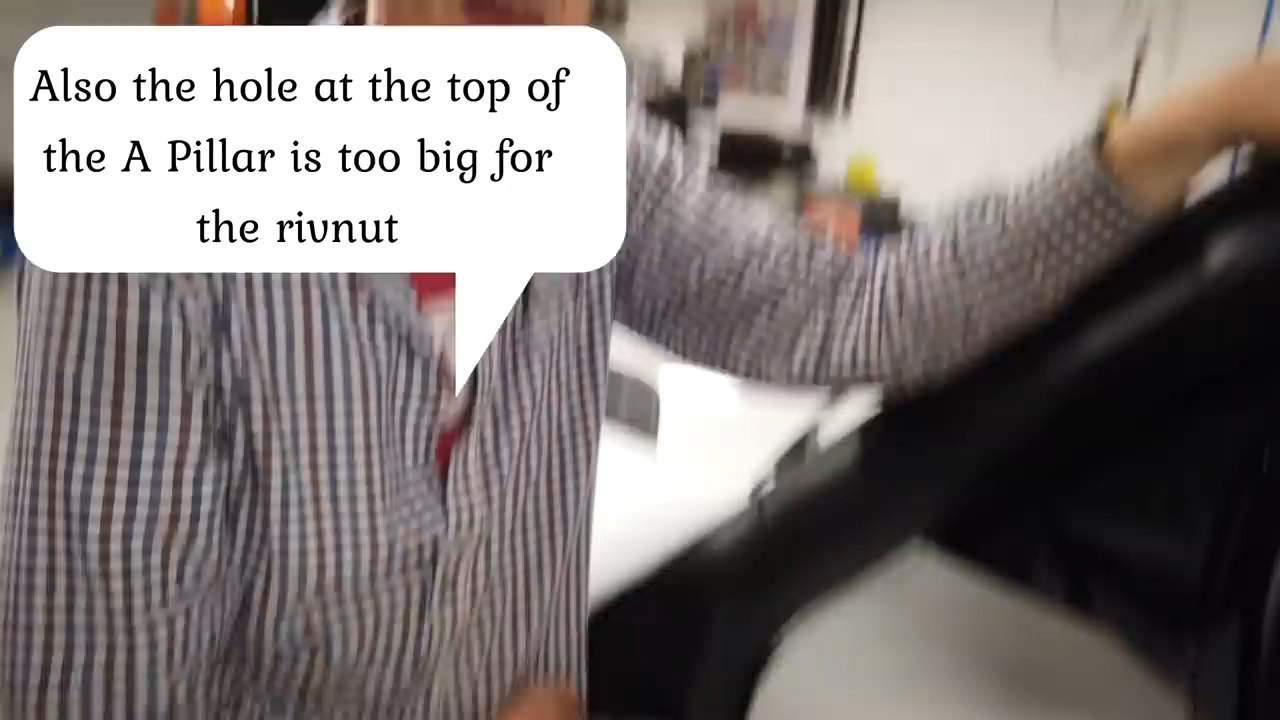 Also the hole at the top of
the A Pillar is too big for
the rivnut